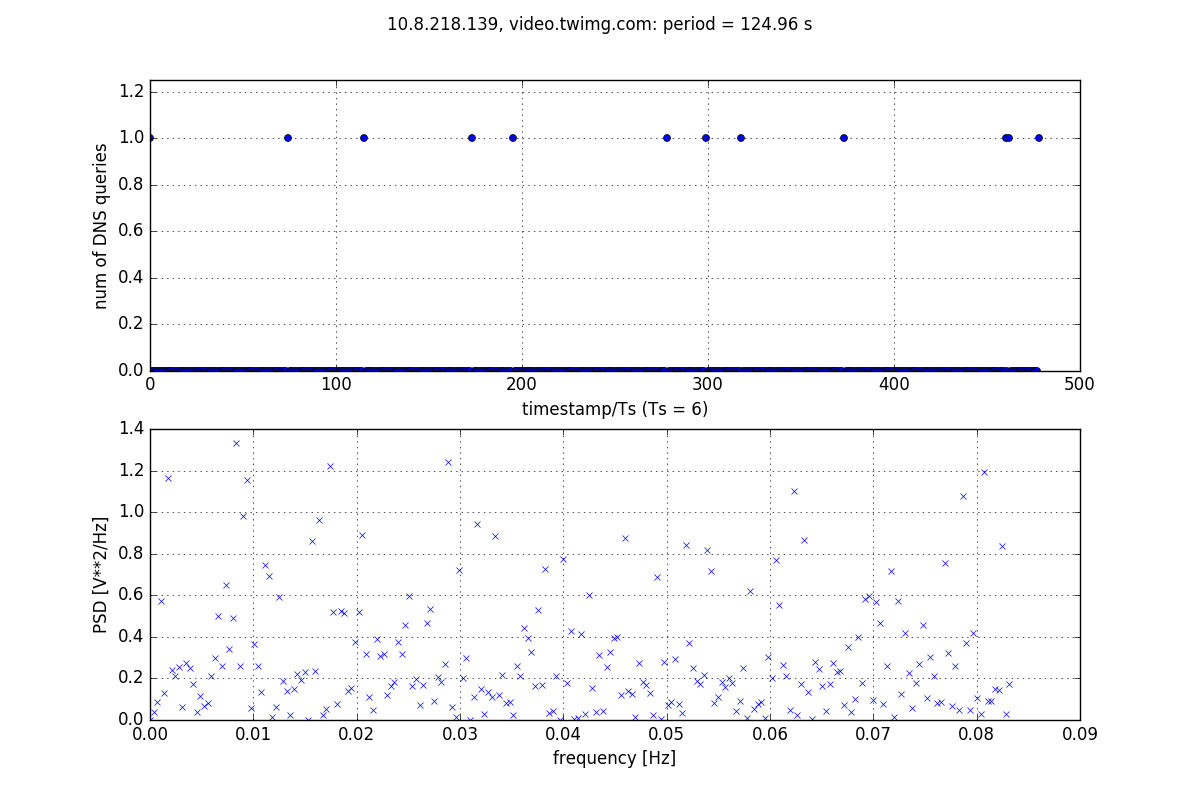 10.8.218.139, video.twimg.com: period = 124.96 s
1.2
1.0
0.8
0.6
0.4
0.2
0.0
num of DNS queries
0 100 200 300 400 500
timestamp/Ts (Ts = 6)
1.4
1.2
1.0
0.8
0.6
0.4
0.2
0.0
PSD [V**2/Hz]
0.00 0.01 0.02 0.03 0.04 0.05 0.06 0.07 0.08 0.09
frequency [Hz]